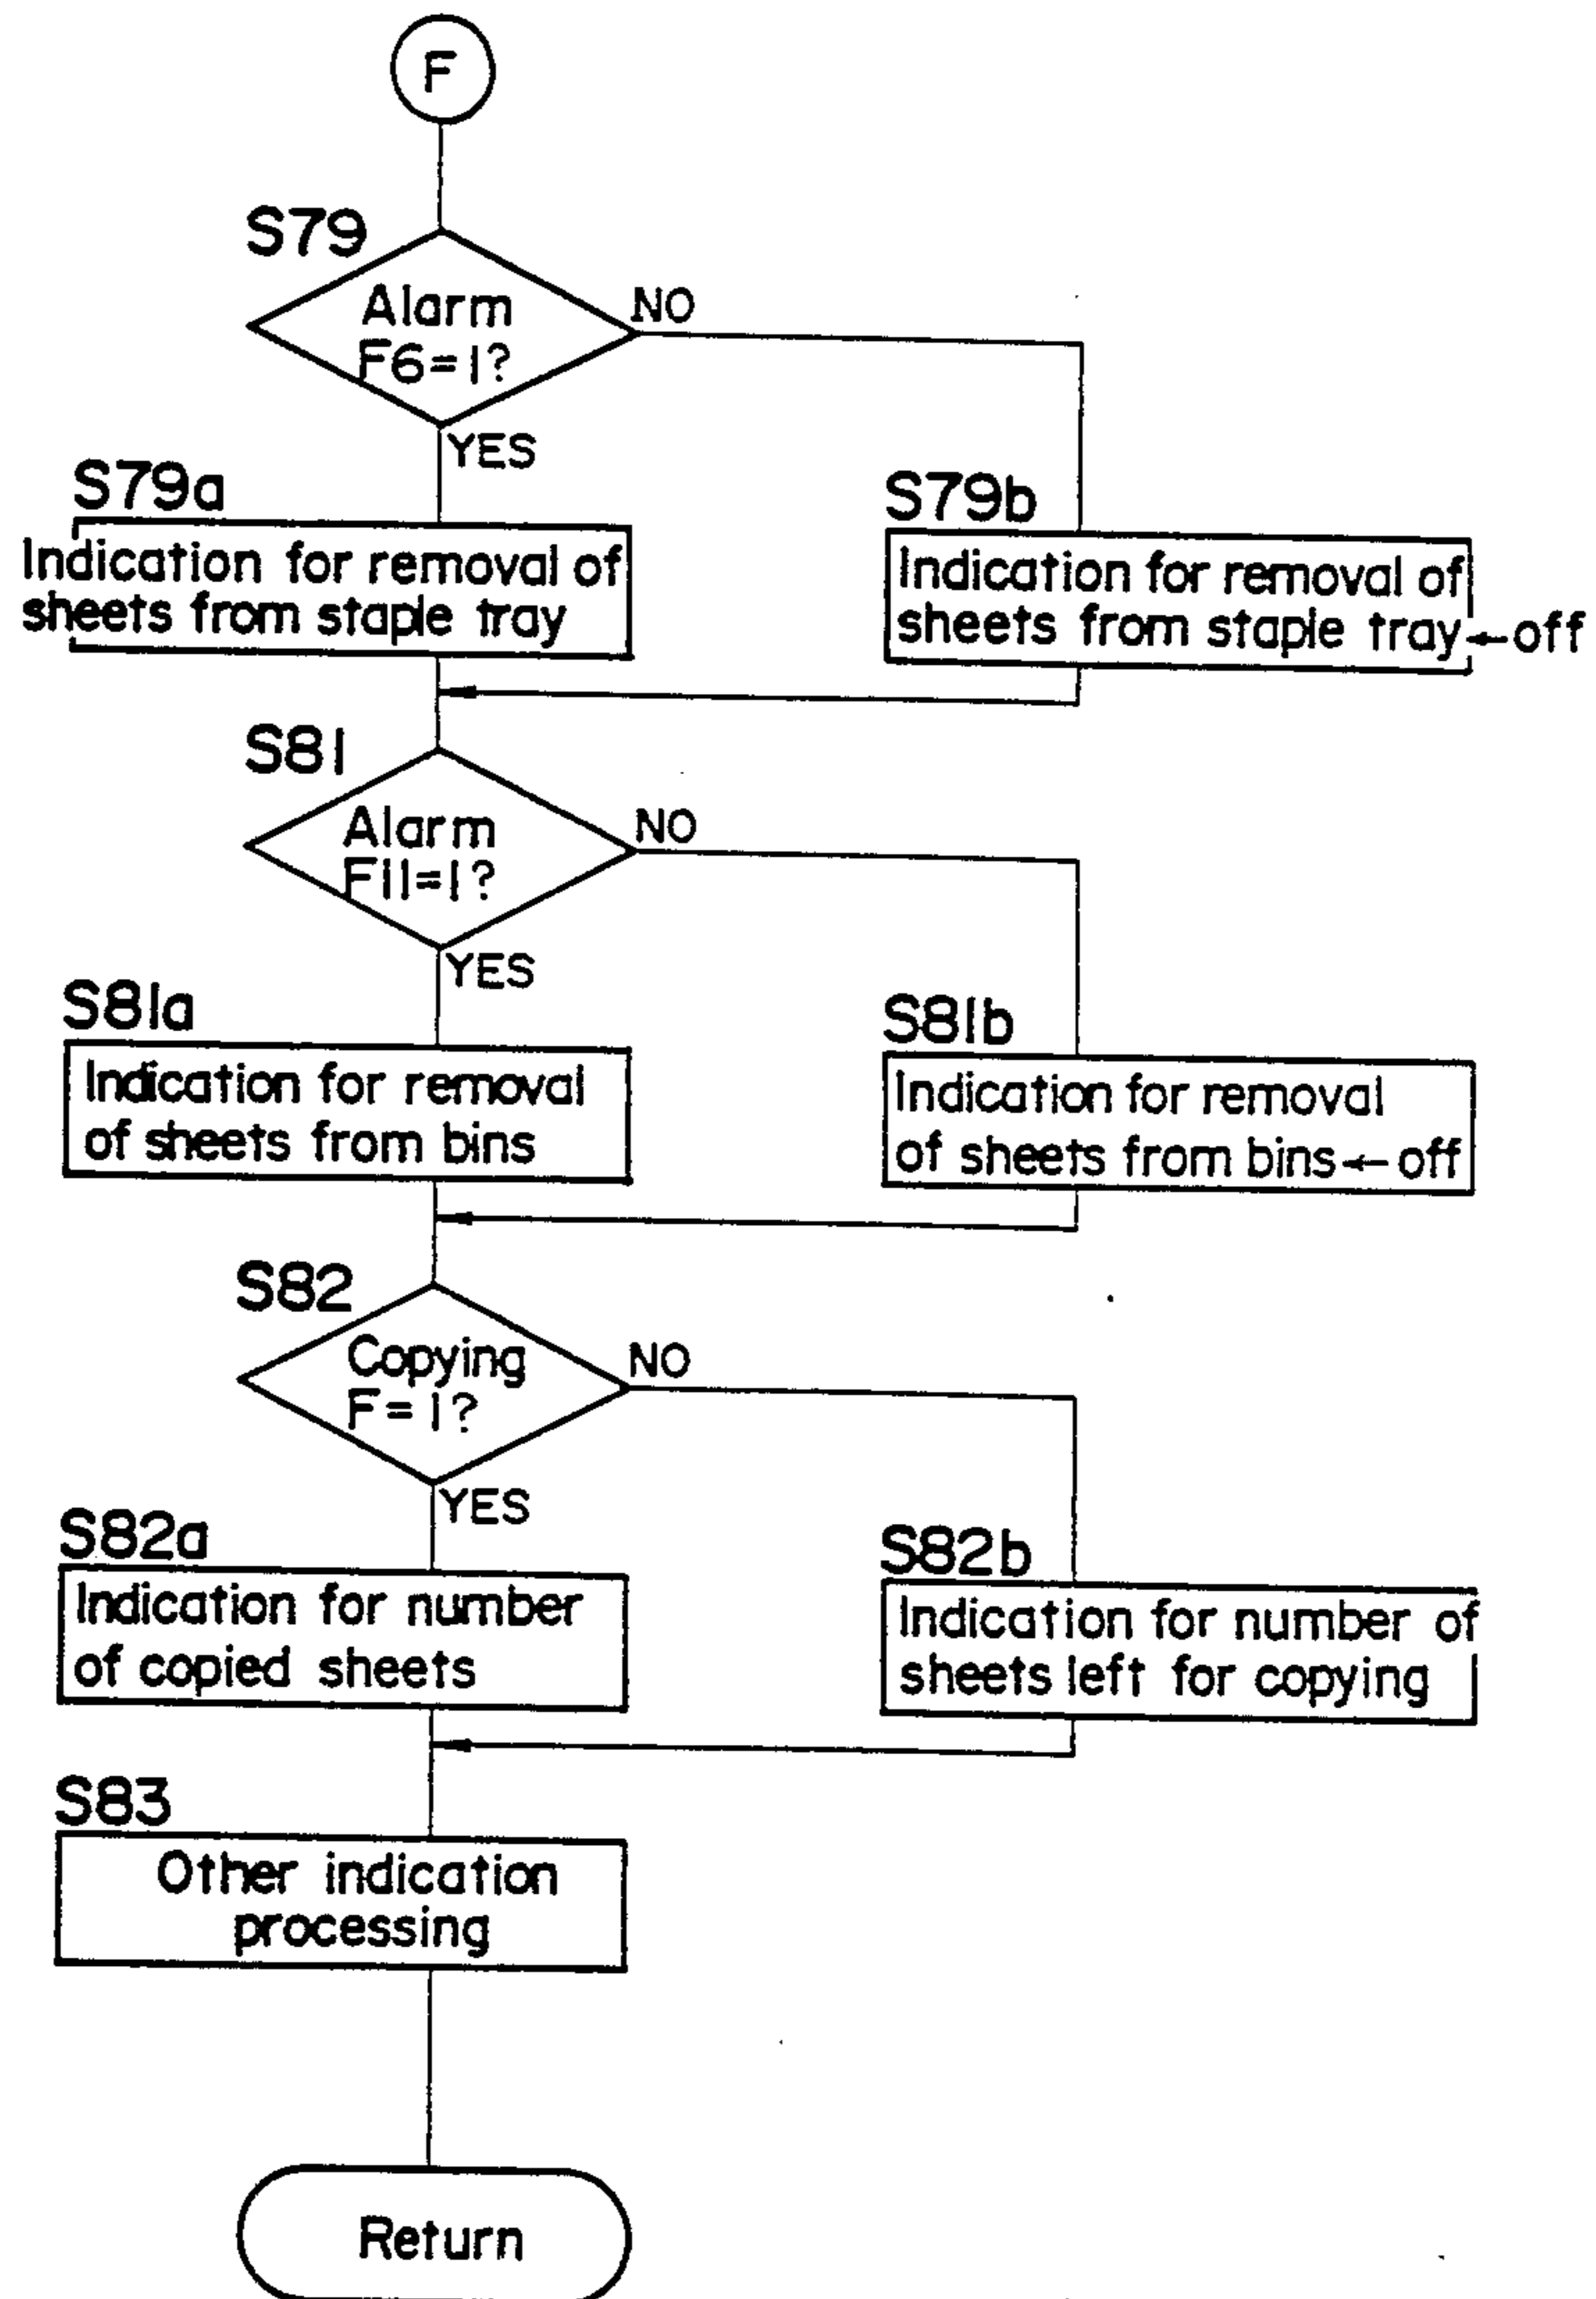 F
S79
Alarm
F6=1?
NO
YES
S79a
Indication for removal of
sheets from staple tray
S79b
Indication for removal of
sheets from staple tray←off
S81
Alarm
F11=1?
NO
YES
S81a
Indication for removal
of sheets from bins
S81b
Indication for removal
of sheets from bins←off
S82
Copying
F=1?
NO
YES
S82a
Indication for number
of copied sheets
S82b
Indication for number of
sheets left for copying
S83
Other indication
processing
Return